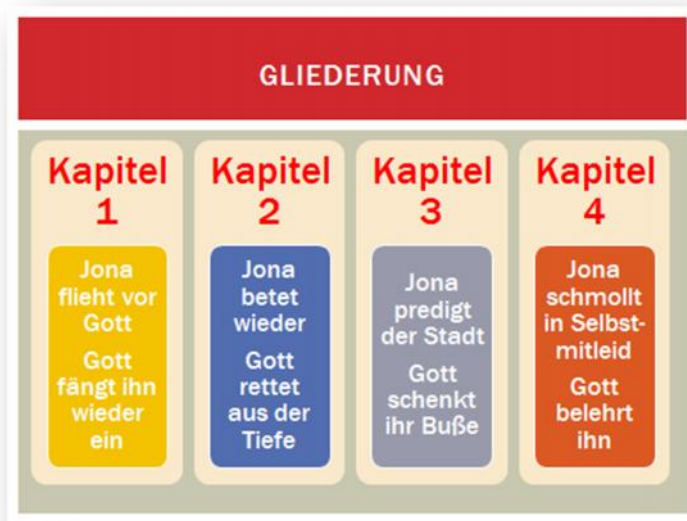 GLIEDERUNG
Kapitel
1
Jona
flieht vor
Gott
Gott
fängt ihn
wieder
ein
Kapitel
2
Jona
betet
wieder
Gott
rettet
aus der
Tiefe
Kapitel
3
Jona
predigt
der Stadt
Gott
schenkt
ihr Buße
Kapitel
4
Jona
schmollt
in Selbst-
mitleid
Gott
belehrt
ihn